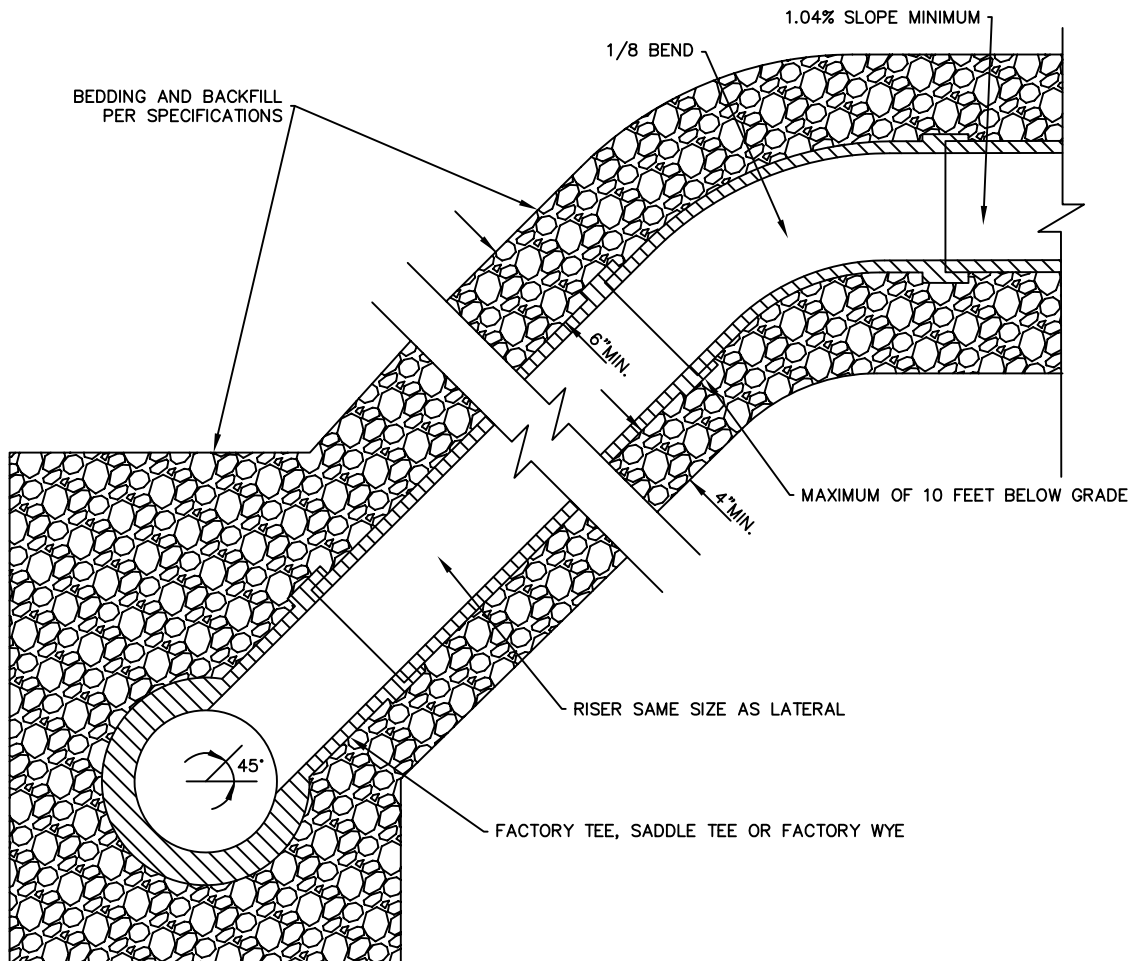 1.04% SLOPE MINIMUM
1/8 BEND
BEDDING AND BACKFILL
PER SPECIFICATIONS
6"MIN.
4"MIN.
MAXIMUM OF 10 FEET BELOW GRADE
RISER SAME SIZE AS LATERAL
45°
FACTORY TEE, SADDLE TEE OR FACTORY WYE